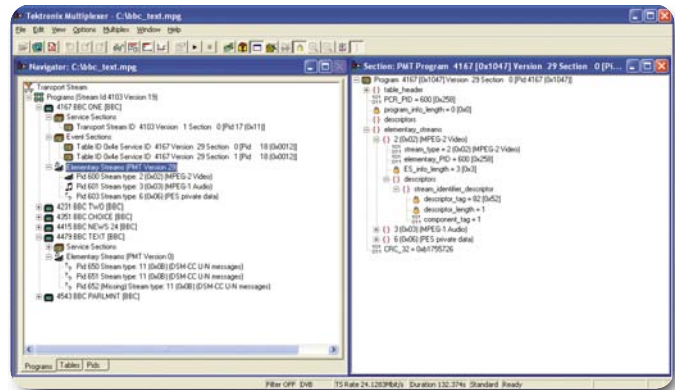 Tektronix Multiplexer - C:\bbc_text.mpg
File Edit View Options Multiplex Window Help
Navigator: C:\bbc_text.mpg
Transport Stream
Programs (Stream Id 4103 Version 19)
4167 BBC ONE [BBC]
Service Sections
Transport Stream ID 4103 Version 1 Section 0 [Pid 17 (0x11)]
Event Sections
Table ID 0x4e Service ID 4167 Version 29 Section 0 [Pid 18 (0x0012)]
Table ID 0x4e Service ID 4167 Version 29 Section 1 [Pid 18 (0x0012)]
Elementary Streams (PMT Version 29)
Pid 600 Stream type: 2 (0x02) (MPEG-2 Video)
Pid 601 Stream type: 3 (0x03) (MPEG-1 Audio)
Pid 603 Stream type: 6 (0x06) (PES private data)
4231 BBC TWO [BBC]
4351 BBC CHOICE [BBC]
4415 BBC NEWS 24 [BBC]
4479 BBC TEXT [BBC]
Service Sections
Elementary Streams (PMT Version 0)
Pid 650 Stream type: 11 (0x0B) (DSM-CC U-N messages)
Pid 651 Stream type: 11 (0x0B) (DSM-CC U-N messages)
Pid 652 (Missing) Stream type: 11 (0x0B) (DSM-CC U-N messages)
4543 BBC PARLMNT [BBC]
Programs Tables Pids
Section: PMT Program 4167 [0x1047] Version 29 Section 0 [Pi...
Program 4167 [0x1047] Version 29 Section 0 [Pid 4167 (0x1047)]
{} table_header
PCR_PID = 600 [0x258]
program_info_length = 0 [0x0]
{} descriptors
{} elementary_streams
{} 2 (0x02) (MPEG-2 Video)
stream_type = 2 (0x02) (MPEG-2 Video)
elementary_PID = 600 [0x258]
ES_info_length = 3 [0x3]
{} descriptors
{} stream_identifier_descriptor
descriptor_tag = 82 [0x52]
descriptor_length = 1
component_tag = 1
{} 3 (0x03) (MPEG-1 Audio)
{} 6 (0x06) (PES private data)
CRC_32 = 0xb1795726
Filter OFF DVB TS Rate 24.1283Mbit/s Duration 132.374s Standard Ready